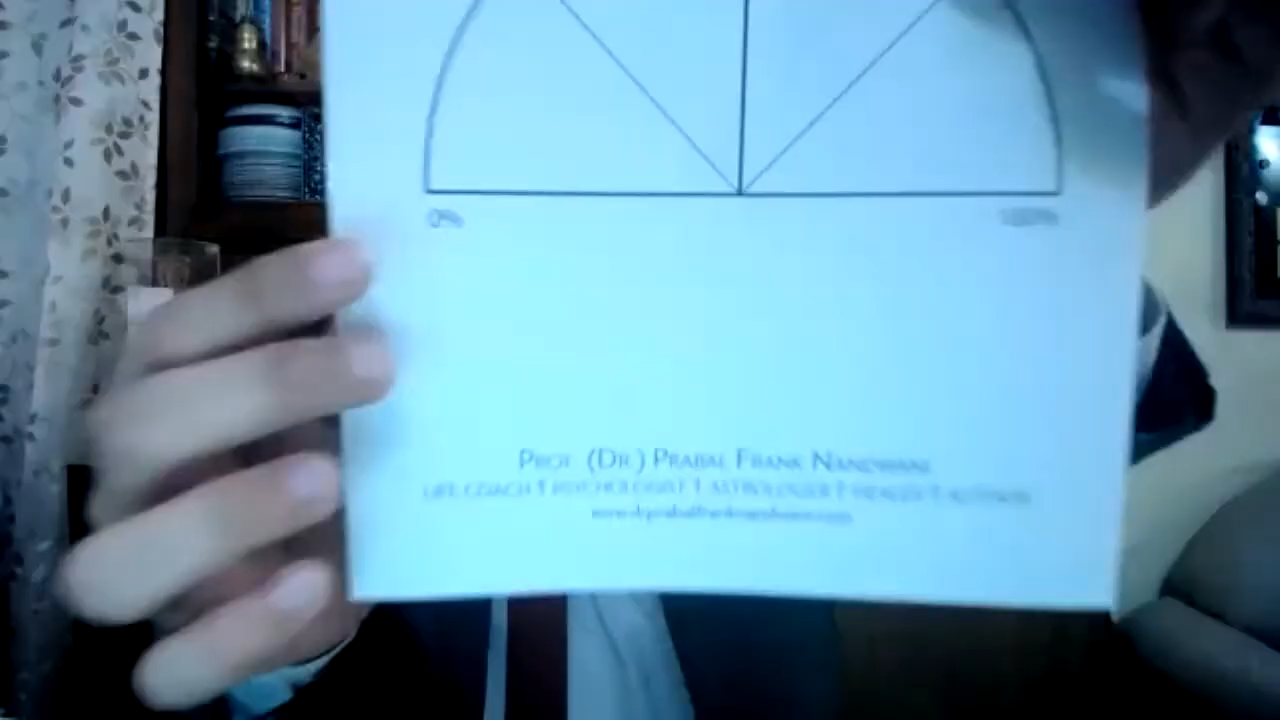 0% 100%
PROF. (DR.) PRABAL FRANK NANDWANI
LIFE COACH † PSYCHOLOGIST † ASTROLOGER † HEALER † AUTHOR